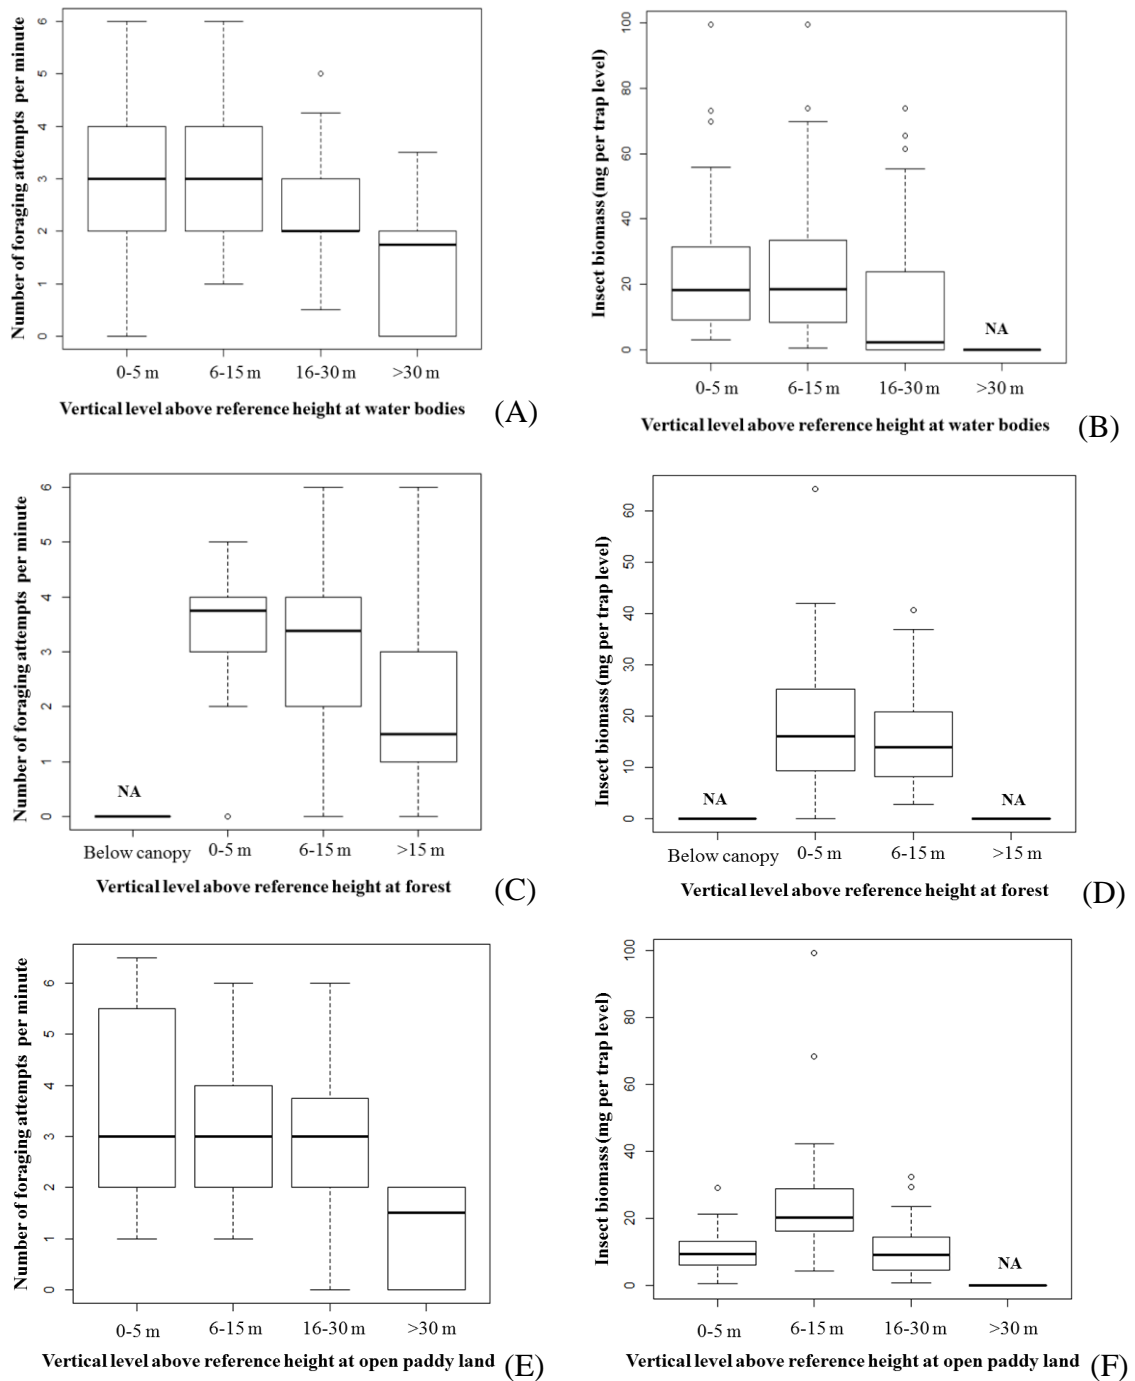 Number of foraging attempts per minute
6
5
4
3
2
1
0
0-5 m 6-15 m 16-30 m >30 m
Vertical level above reference height at water bodies
(A)
Insect biomass (mg per trap level)
100
80
60
40
20
0
NA
0-5 m 6-15 m 16-30 m >30 m
Vertical level above reference height at water bodies
(B)
Number of foraging attempts per minute
6
5
4
3
2
1
0
NA
Below canopy 0-5 m 6-15 m >15 m
Vertical level above reference height at forest
(C)
Insect biomass (mg per trap level)
60
50
40
30
20
10
0
NA NA
Below canopy 0-5 m 6-15 m >15 m
Vertical level above reference height at forest
(D)
Number of foraging attempts per minute
6
5
4
3
2
1
0
0-5 m 6-15 m 16-30 m >30 m
Vertical level above reference height at open paddy land
(E)
Insect biomass (mg per trap level)
100
80
60
40
20
0
NA
0-5 m 6-15 m 16-30 m >30 m
Vertical level above reference height at open paddy land
(F)